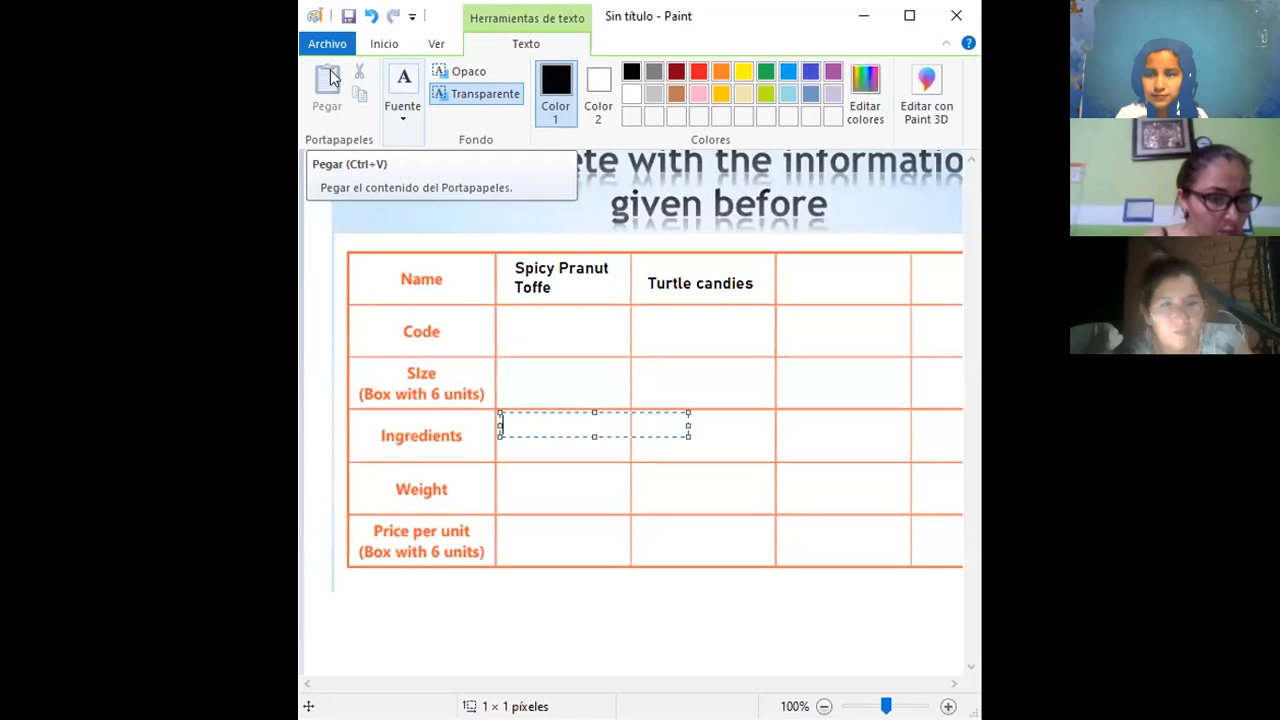 Herramientas de texto
Sin título - Paint
Archivo
Inicio
Ver
Texto
Pegar
Fuente
Opaco
Transparente
Color 1
Color 2
Editar colores
Editar con Paint 3D
Portapapeles
Fondo
Colores
Pegar (Ctrl+V)
Pegar el contenido del Portapapeles.
ete with the informatio
given before
Name
Spicy Pranut
Toffe
Turtle candies
Code
SIze
(Box with 6 units)
Ingredients
Weight
Price per unit
(Box with 6 units)
1 × 1 píxeles
100%